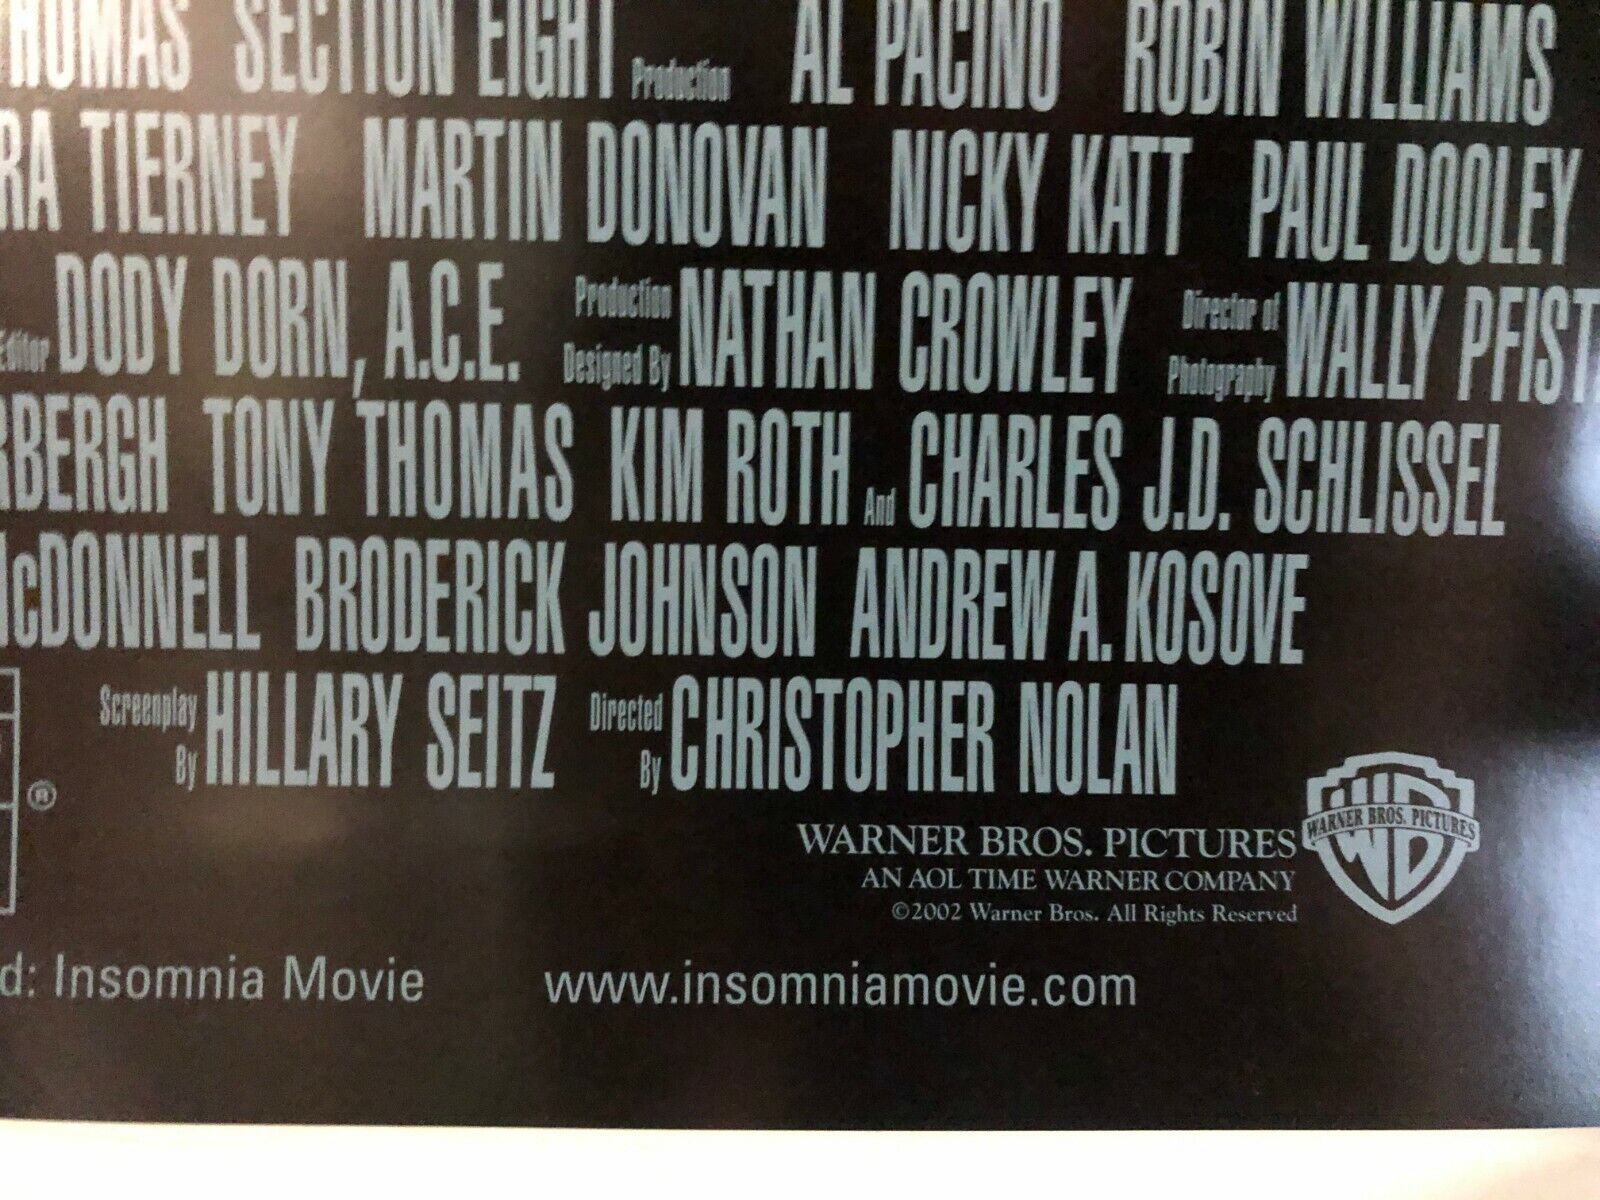 HOMAS SECTION EIGHT Production AL PACINO ROBIN WILLIAMS
RA TIERNEY MARTIN DONOVAN NICKY KATT PAUL DOOLEY
Editor DODY DORN, A.C.E. Production Designed By NATHAN CROWLEY Director of Photography WALLY PFIST
RBERGH TONY THOMAS KIM ROTH And CHARLES J.D. SCHLISSEL
McDONNELL BRODERICK JOHNSON ANDREW A. KOSOVE
Screenplay By HILLARY SEITZ Directed By CHRISTOPHER NOLAN
®
WARNER BROS. PICTURES
AN AOL TIME WARNER COMPANY
©2002 Warner Bros. All Rights Reserved
WB
WARNER BROS. PICTURES
d: Insomnia Movie www.insomniamovie.com